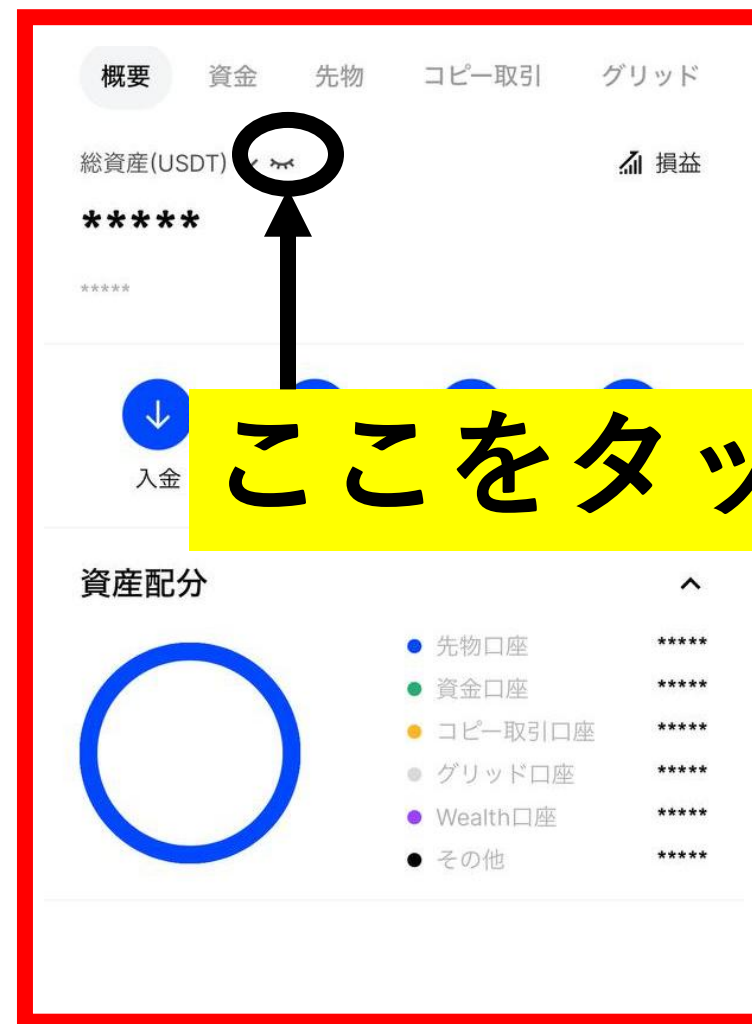 概要 資金 先物 コピー取引 グリッド
総資産(USDT) 損益
*****
*****
ここをタッ
入金
資産配分
先物口座 *****
資金口座 *****
コピー取引口座 *****
グリッド口座 *****
Wealth口座 *****
その他 *****